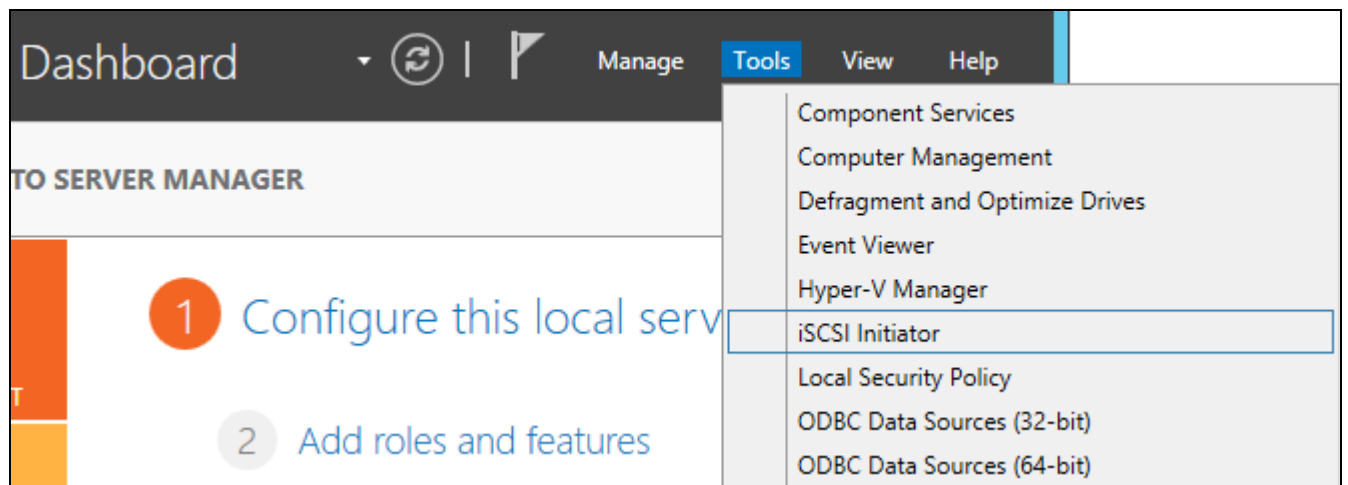 Dashboard
Manage Tools View Help
Component Services
Computer Management
TO SERVER MANAGER
Defragment and Optimize Drives
Event Viewer
Hyper-V Manager
1 Configure this local serv
iSCSI Initiator
Local Security Policy
T
ODBC Data Sources (32-bit)
2 Add roles and features
ODBC Data Sources (64-bit)